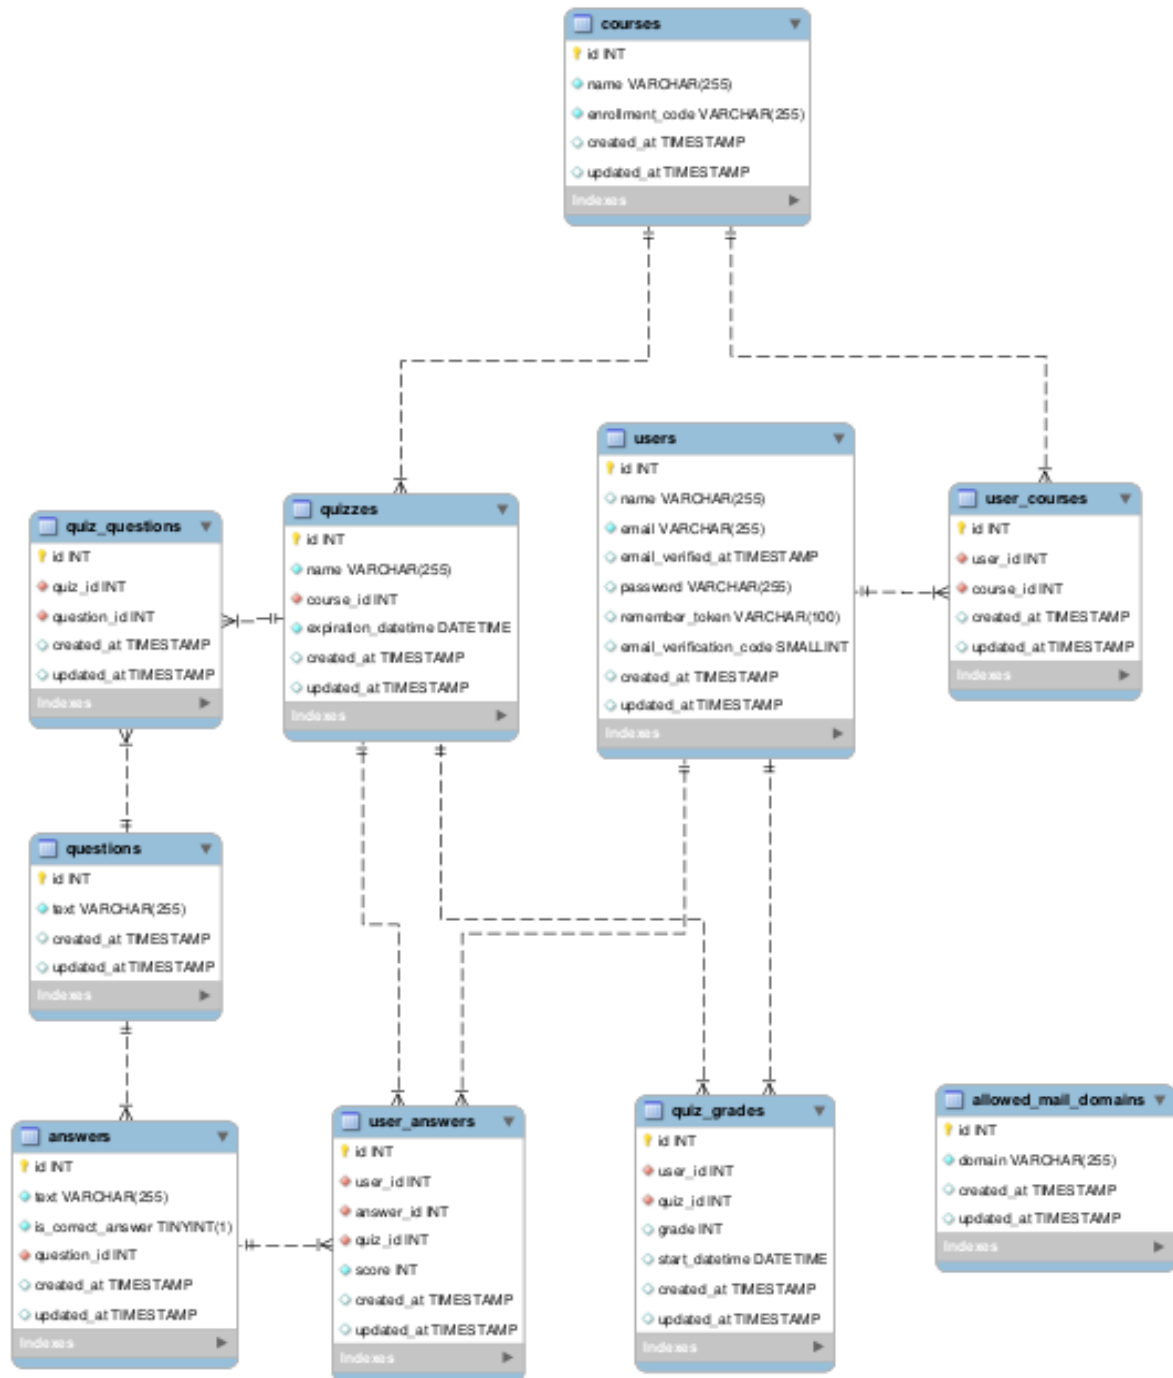 courses
id INT
name VARCHAR(255)
enrollment_code VARCHAR(255)
created_at TIMESTAMP
updated_at TIMESTAMP
Indexes
users
id INT
name VARCHAR(255)
email VARCHAR(255)
email_verified_at TIMESTAMP
password VARCHAR(255)
remember_token VARCHAR(100)
email_verification_code SMALLINT
created_at TIMESTAMP
updated_at TIMESTAMP
Indexes
user_courses
id INT
user_id INT
course_id INT
created_at TIMESTAMP
updated_at TIMESTAMP
Indexes
quizzes
id INT
name VARCHAR(255)
course_id INT
expiration_datetime DATETIME
created_at TIMESTAMP
updated_at TIMESTAMP
Indexes
quiz_questions
id INT
quiz_id INT
question_id INT
created_at TIMESTAMP
updated_at TIMESTAMP
Indexes
questions
id INT
text VARCHAR(255)
created_at TIMESTAMP
updated_at TIMESTAMP
Indexes
answers
id INT
text VARCHAR(255)
is_correct_answer TINYINT(1)
question_id INT
created_at TIMESTAMP
updated_at TIMESTAMP
Indexes
user_answers
id INT
user_id INT
answer_id INT
quiz_id INT
score INT
created_at TIMESTAMP
updated_at TIMESTAMP
Indexes
quiz_grades
id INT
user_id INT
quiz_id INT
grade INT
start_datetime DATETIME
created_at TIMESTAMP
updated_at TIMESTAMP
Indexes
allowed_mail_domains
id INT
domain VARCHAR(255)
created_at TIMESTAMP
updated_at TIMESTAMP
Indexes